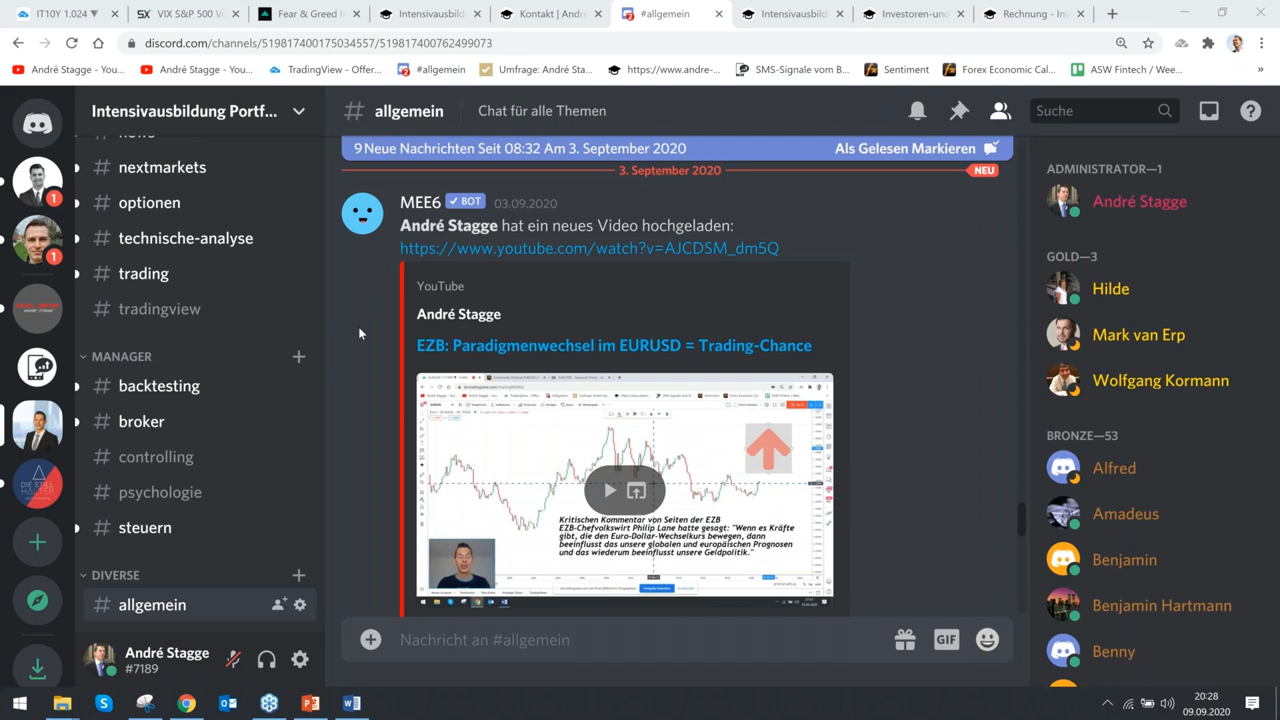 IT10Y 1.024 ▼
VIX S&P 500 V
Fear & Greed I
Intensivausbild
Kontakt | Andr
#allgemein
Intensivausbild
Investoren-und
Rechnung - In
discord.com/channels/519817400175034557/519817400762499073
André Stagge - You...
André Stagge - You...
TradingView - Offer...
#allgemein
Umfrage: André Sta...
https://www.andre-...
SMS-Signale vom B...
Sentiment
Forex Economic Cal...
ASW Fintech / Wee...
»
Intensivausbildung Portf...
# allgemein
Chat für alle Themen
Suche
# nextmarkets
# optionen
# technische-analyse
# trading
# tradingview
MANAGER
# backtesting
# broker
# controlling
# psychologie
# steuern
DIVERSE
# allgemein
André Stagge
#7189
1
1
DIE STILL
HALTER
9 Neue Nachrichten Seit 08:32 Am 3. September 2020
Als Gelesen Markieren
3. September 2020
NEU
MEE6 ✓ BOT 03.09.2020
André Stagge hat ein neues Video hochgeladen:
https://www.youtube.com/watch?v=AJCDSM_dm5Q
YouTube
André Stagge
EZB: Paradigmenwechsel im EURUSD = Trading-Chance
Kritischen Kommentar von Seiten der EZB
EZB-Chefvolkswirt Philip Lane hatte gesagt: "Wenn es Kräfte
gibt, die den Euro-Dollar-Wechselkurs bewegen, dann
beeinflusst das unsere globalen und europäischen Prognosen
und das wiederum beeinflusst unsere Geldpolitik."
Nachricht an #allgemein
GIF
ADMINISTRATOR—1
André Stagge
GOLD—3
Hilde
Mark van Erp
Wolfgang Kormann
BRONZE—53
Alfred
Amadeus
Benjamin
Benjamin Hartmann
Benny
20:28
09.09.2020